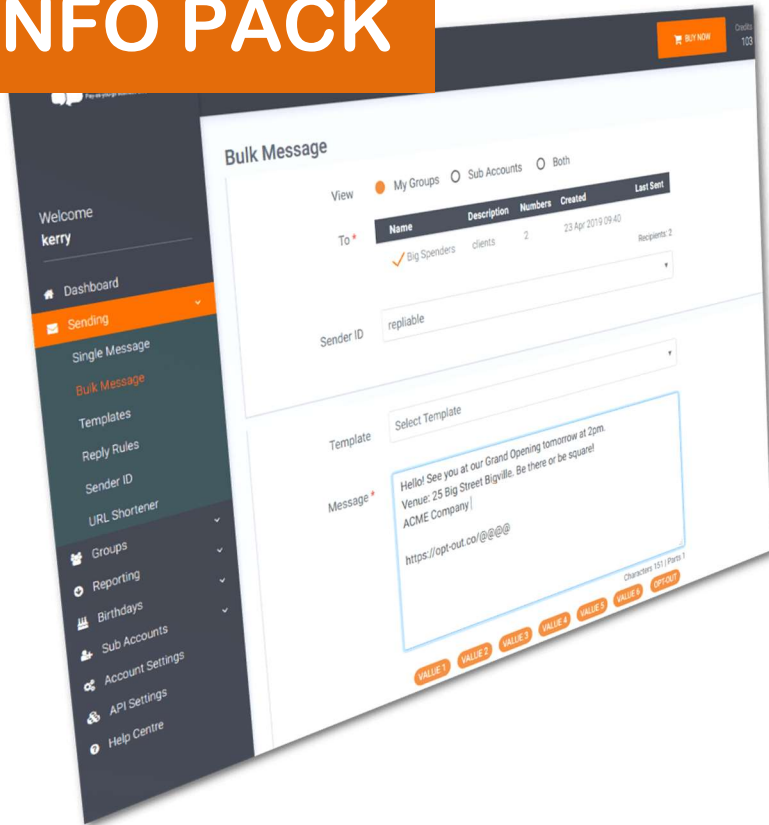 NFO PACK
BUY NOW
Credits
103
Welcome
kerry
Dashboard
Sending
Single Message
Bulk Message
Templates
Reply Rules
Sender ID
URL Shortener
Groups
Reporting
Birthdays
Sub Accounts
Account Settings
API Settings
Help Centre
Bulk Message
View My Groups Sub Accounts Both
To * Name Description Numbers Created Last Sent
Big Spenders clients 2 23 Apr 2019 09:40
Recipients: 2
Sender ID repliable
Template Select Template
Message * Hello! See you at our Grand Opening tomorrow at 2pm.
Venue: 25 Big Street Bigville. Be there or be square!
ACME Company
https://opt-out.co/@@@@
Characters 151 | Parts 1
VALUE 1 VALUE 2 VALUE 3 VALUE 4 VALUE 5 VALUE 6 OPT-OUT